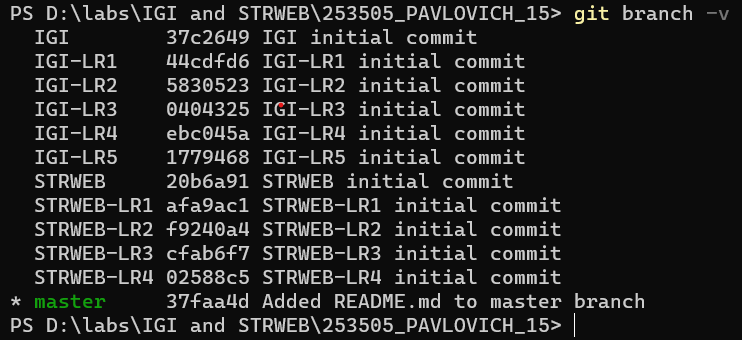 PS D:\labs\IGI and STRWEB\253505_PAVLOVICH_15> git branch -v
  IGI        37c2649 IGI initial commit
  IGI-LR1    44cdfd6 IGI-LR1 initial commit
  IGI-LR2    5830523 IGI-LR2 initial commit
  IGI-LR3    0404325 IGI-LR3 initial commit
  IGI-LR4    ebc045a IGI-LR4 initial commit
  IGI-LR5    1779468 IGI-LR5 initial commit
  STRWEB     20b6a91 STRWEB initial commit
  STRWEB-LR1 afa9ac1 STRWEB-LR1 initial commit
  STRWEB-LR2 f9240a4 STRWEB-LR2 initial commit
  STRWEB-LR3 cfab6f7 STRWEB-LR3 initial commit
  STRWEB-LR4 02588c5 STRWEB-LR4 initial commit
* master     37faa4d Added README.md to master branch
PS D:\labs\IGI and STRWEB\253505_PAVLOVICH_15>